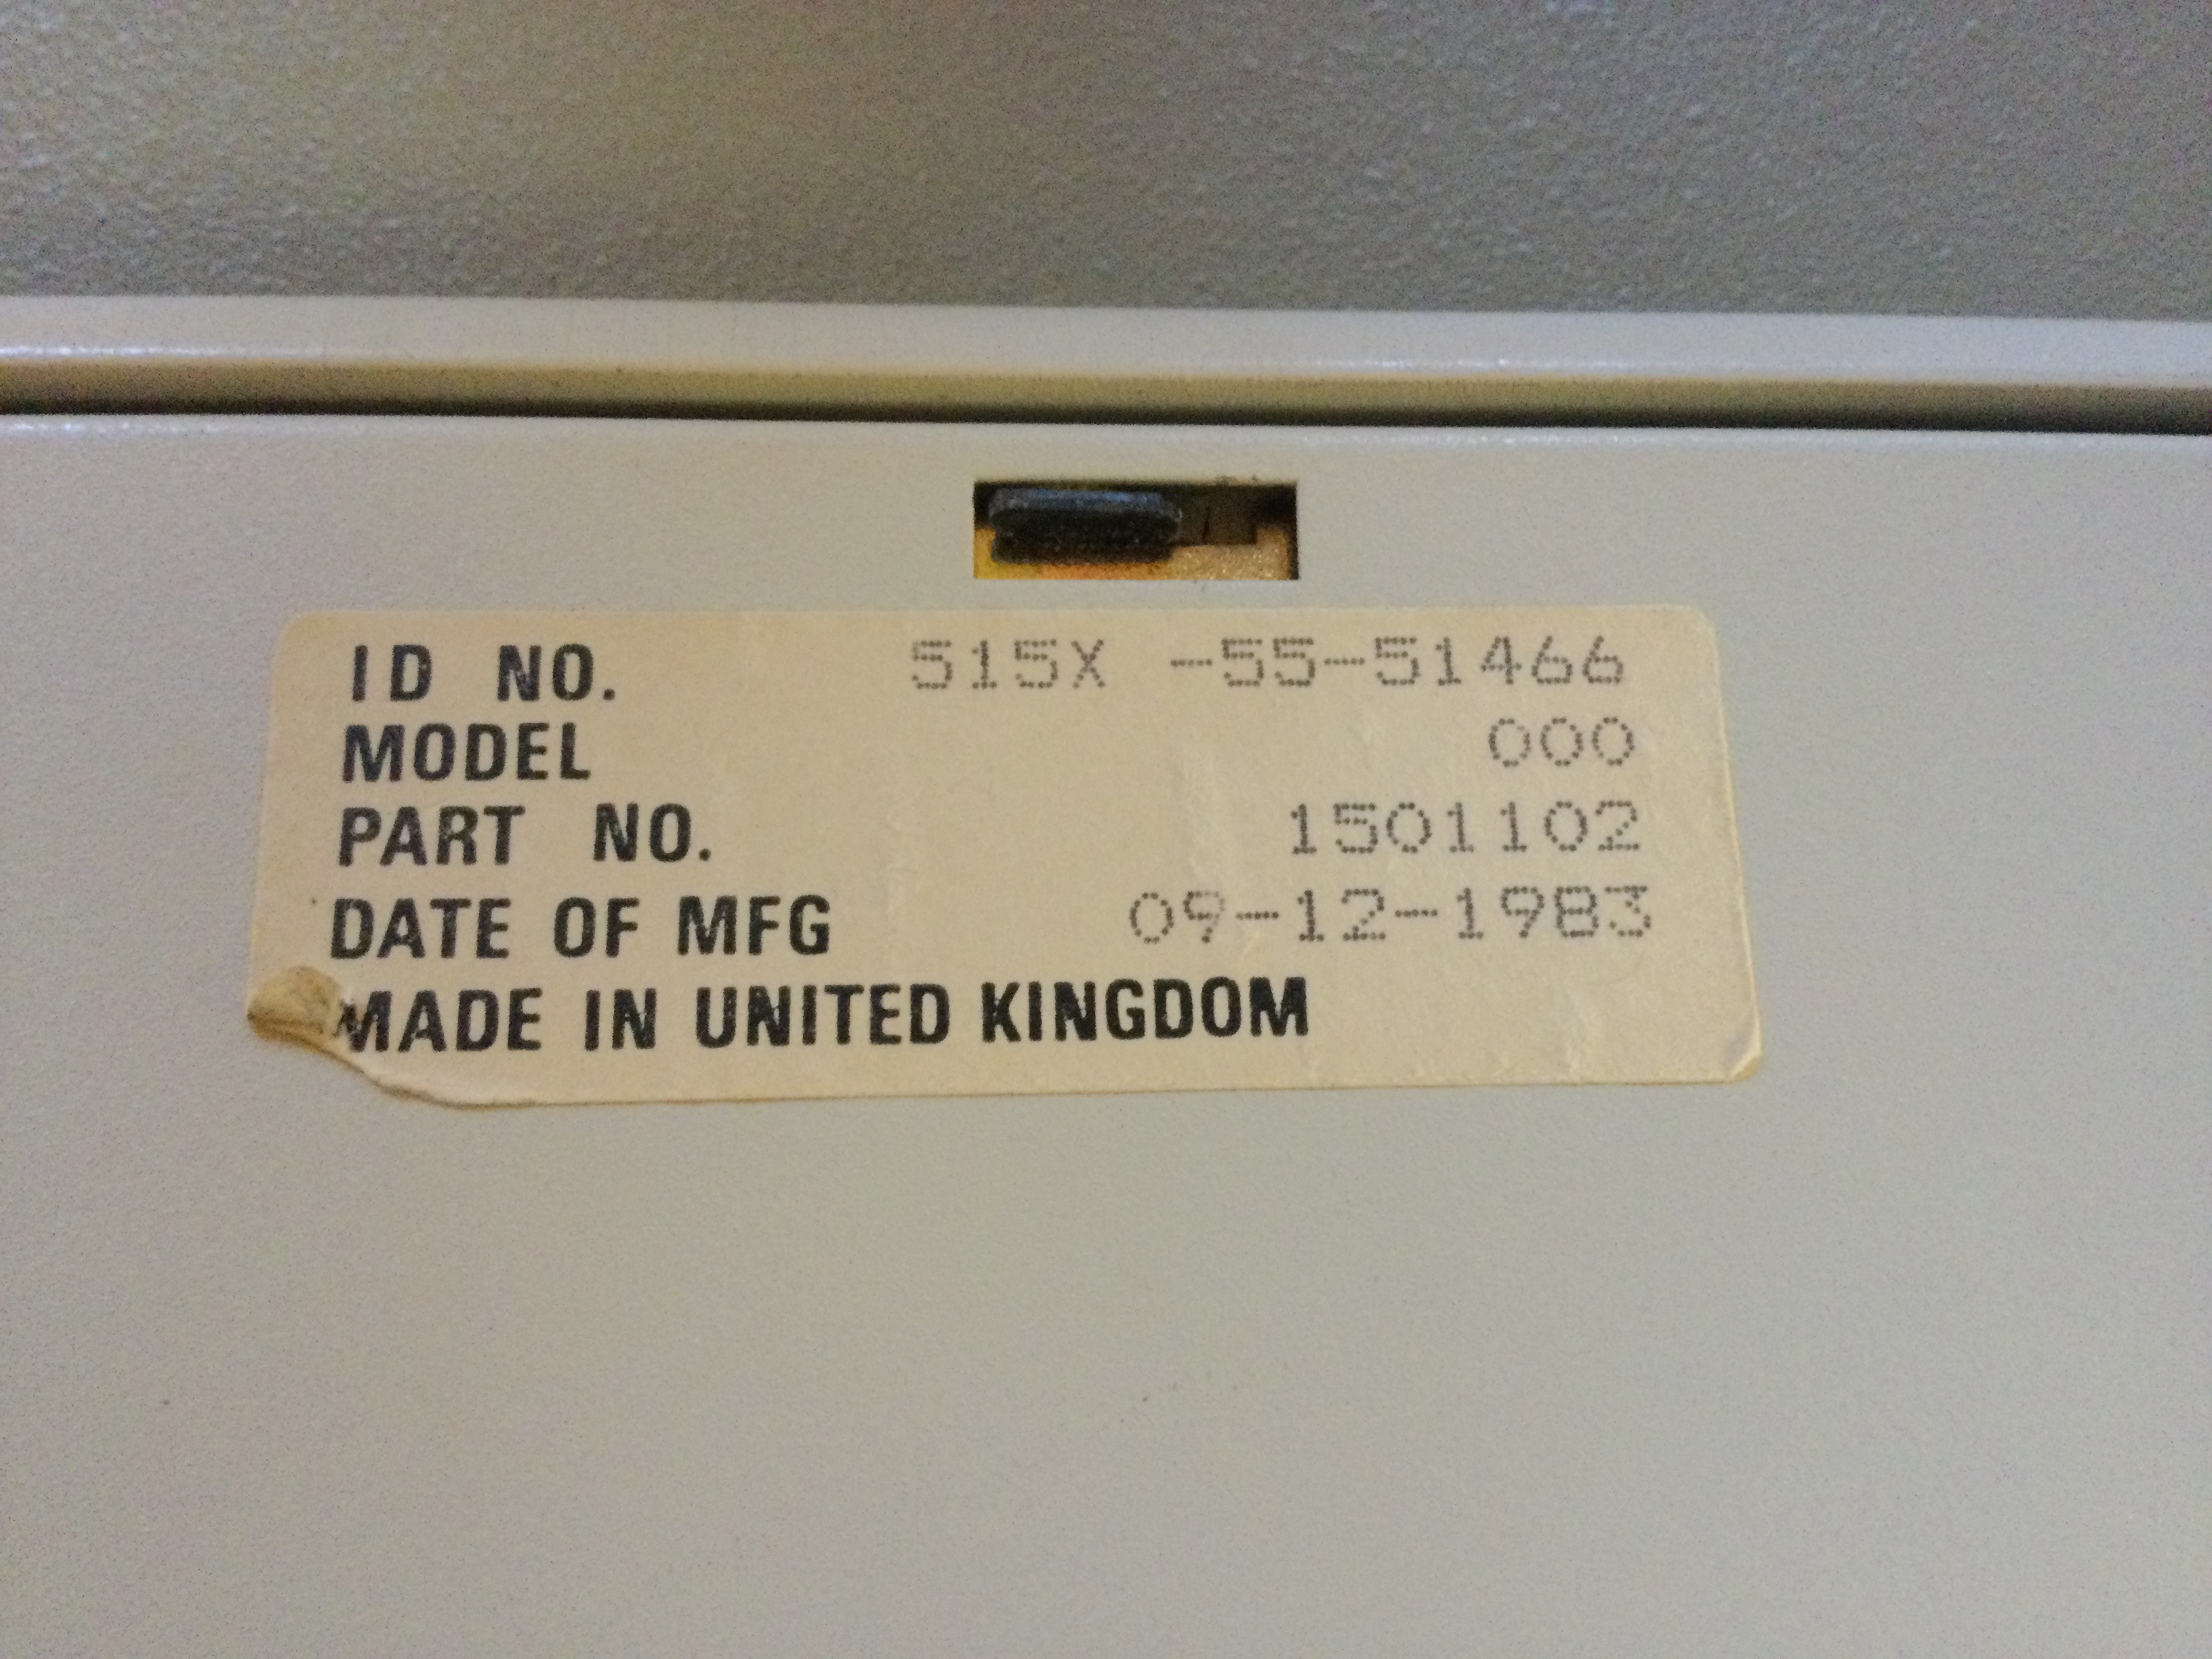 ID NO. 515X -55-51466
MODEL 000
PART NO. 1501102
DATE OF MFG 09-12-1983
MADE IN UNITED KINGDOM